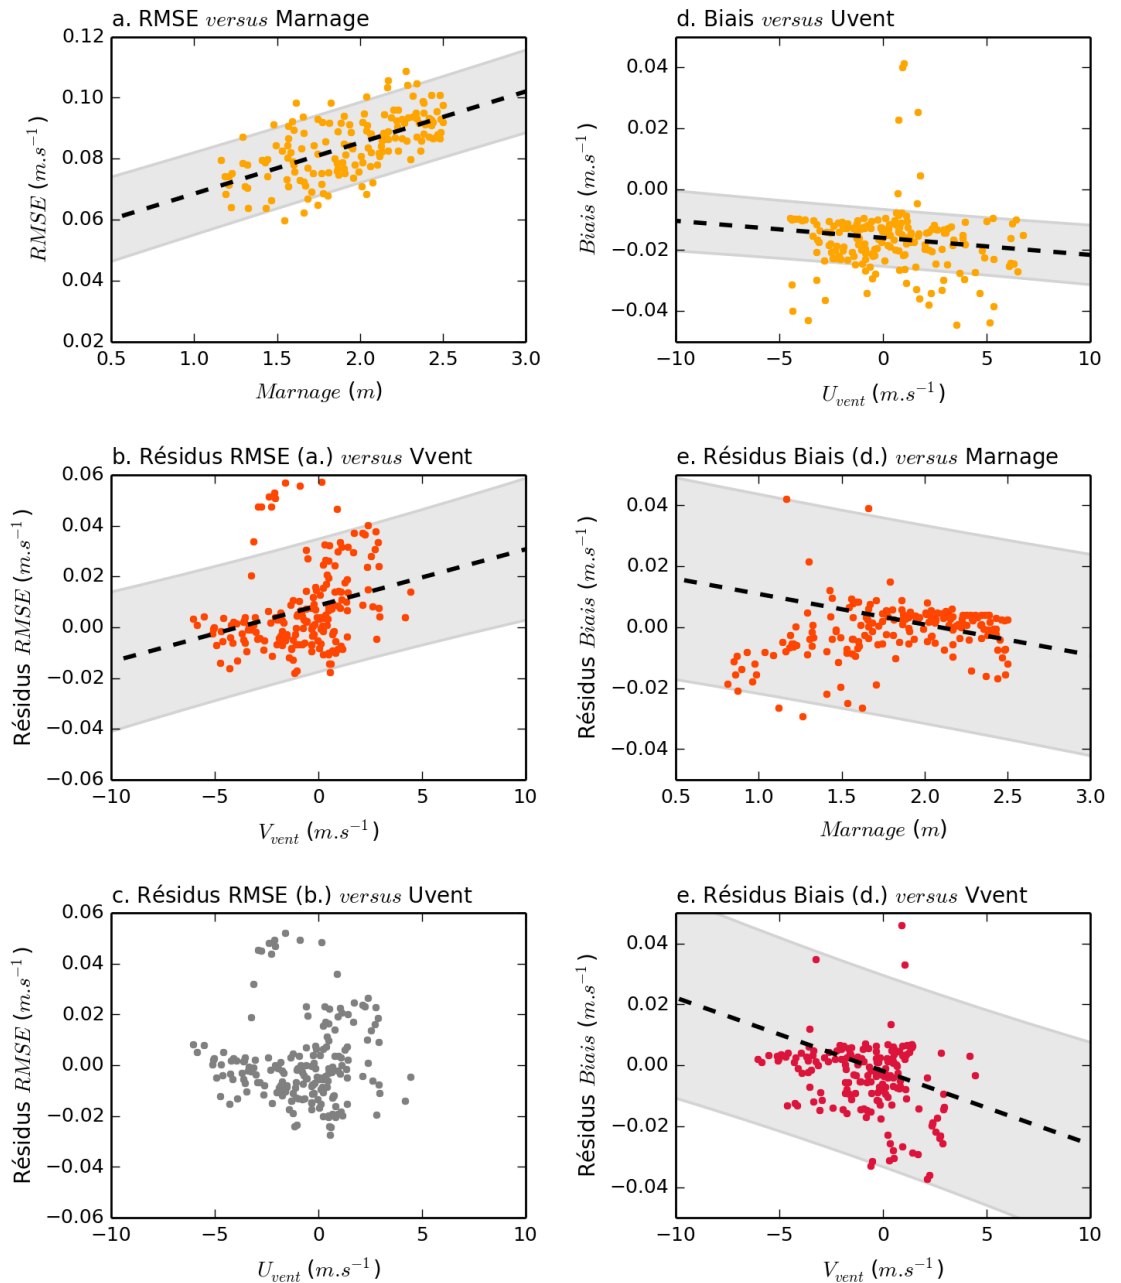 a. RMSE versus Marnage
0.12
0.10
0.08
0.06
0.04
0.02
RMSE (m.s⁻¹)
0.5 1.0 1.5 2.0 2.5 3.0
Marnage (m)
d. Biais versus Uvent
0.04
0.02
0.00
−0.02
−0.04
Biais (m.s⁻¹)
−10 −5 0 5 10
U_vent (m.s⁻¹)
b. Résidus RMSE (a.) versus Vvent
0.06
0.04
0.02
0.00
−0.02
−0.04
−0.06
Résidus RMSE (m.s⁻¹)
−10 −5 0 5 10
V_vent (m.s⁻¹)
e. Résidus Biais (d.) versus Marnage
0.04
0.02
0.00
−0.02
−0.04
Résidus Biais (m.s⁻¹)
0.5 1.0 1.5 2.0 2.5 3.0
Marnage (m)
c. Résidus RMSE (b.) versus Uvent
0.06
0.04
0.02
0.00
−0.02
−0.04
−0.06
Résidus RMSE (m.s⁻¹)
−10 −5 0 5 10
U_vent (m.s⁻¹)
e. Résidus Biais (d.) versus Vvent
0.04
0.02
0.00
−0.02
−0.04
Résidus Biais (m.s⁻¹)
−10 −5 0 5 10
V_vent (m.s⁻¹)